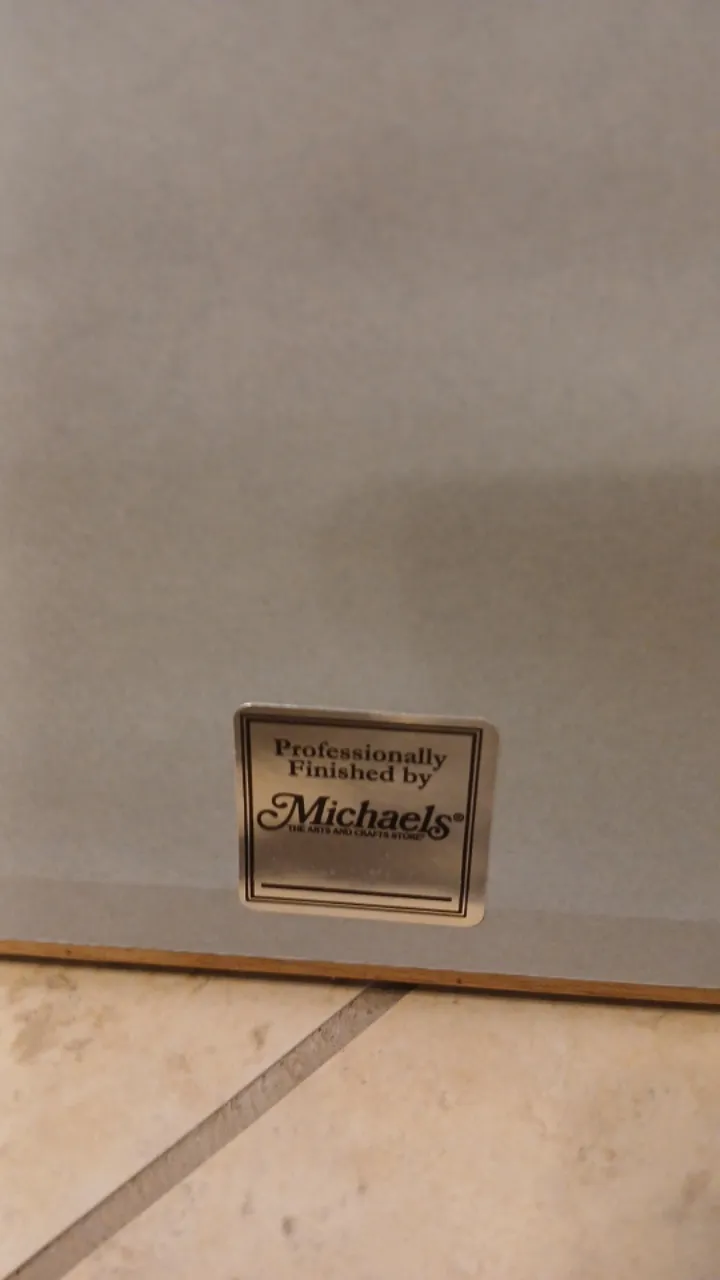 Professionally
Finished by
Michaels®
THE ARTS AND CRAFTS STORE®